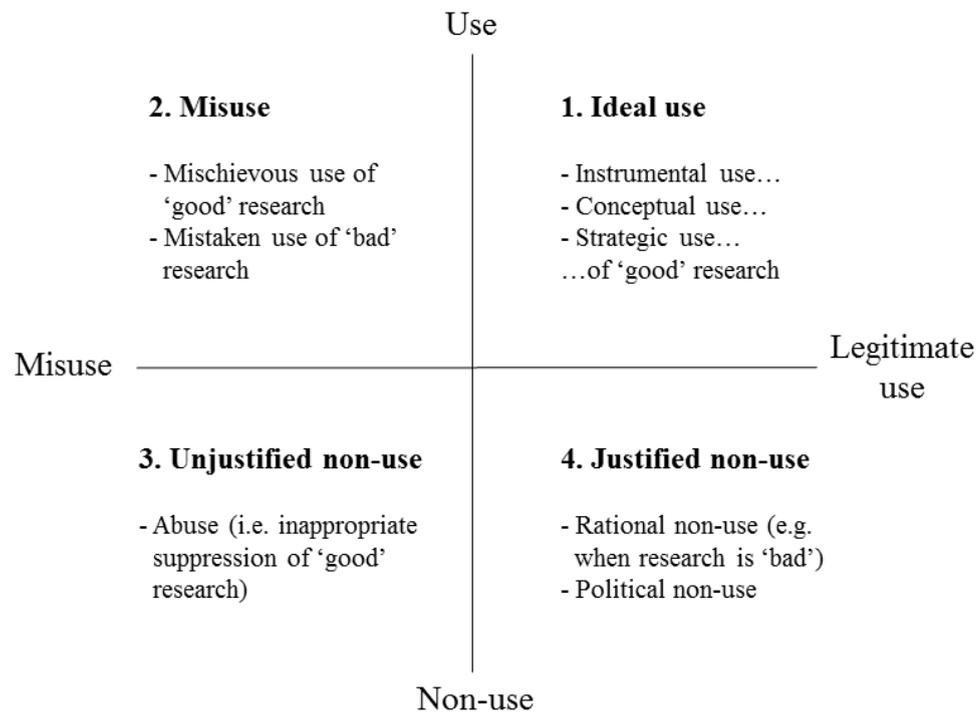 Use
2. Misuse
- Mischievous use of
‘good’ research
- Mistaken use of ‘bad’
research
1. Ideal use
- Instrumental use…
- Conceptual use…
- Strategic use…
…of ‘good’ research
Misuse
Legitimate
use
3. Unjustified non-use
- Abuse (i.e. inappropriate
suppression of ‘good’
research)
4. Justified non-use
- Rational non-use (e.g.
when research is ‘bad’)
- Political non-use
Non-use